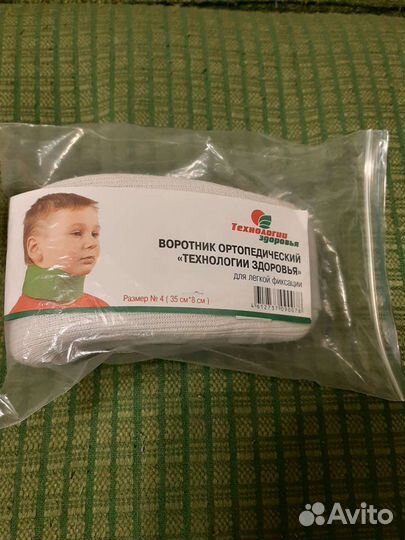 Технологии
здоровья
ВОРОТНИК ОРТОПЕДИЧЕСКИЙ
«ТЕХНОЛОГИИ ЗДОРОВЬЯ»
для легкой фиксации
Размер № 4 ( 35 см*8 см )
Avito